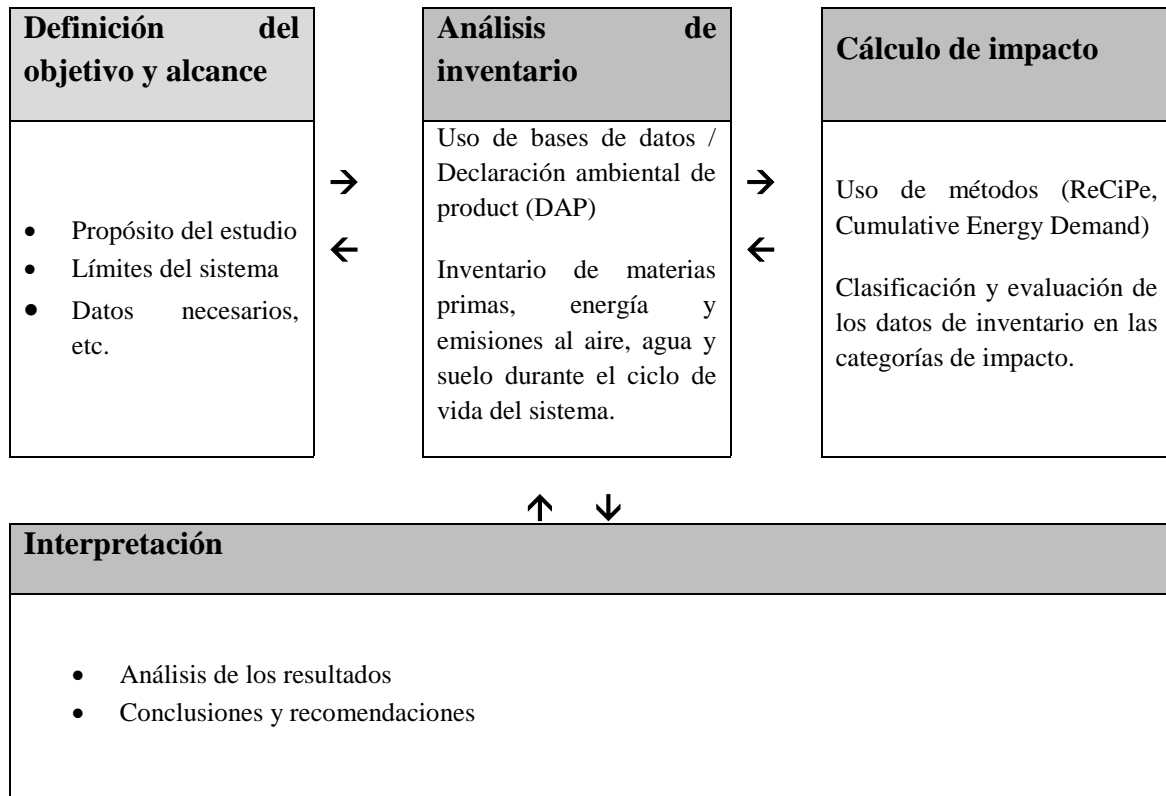 Definición del
objetivo y alcance
• Propósito del estudio
• Límites del sistema
• Datos necesarios,
etc.
→
←
Análisis de
inventario
Uso de bases de datos /
Declaración ambiental de
product (DAP)
Inventario de materias
primas, energía y
emisiones al aire, agua y
suelo durante el ciclo de
vida del sistema.
→
←
Cálculo de impacto
Uso de métodos (ReCiPe,
Cumulative Energy Demand)
Clasificación y evaluación de
los datos de inventario en las
categorías de impacto.
↑ ↓
Interpretación
• Análisis de los resultados
• Conclusiones y recomendaciones